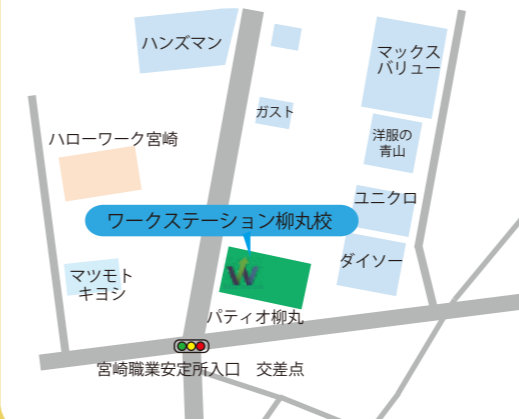 ハンズマン
マックス
バリュー
ガスト
洋服の
青山
ハローワーク宮崎
ユニクロ
ワークステーション柳丸校
ダイソー
マツモト
キヨシ
W
パティオ柳丸
宮崎職業安定所入口 交差点